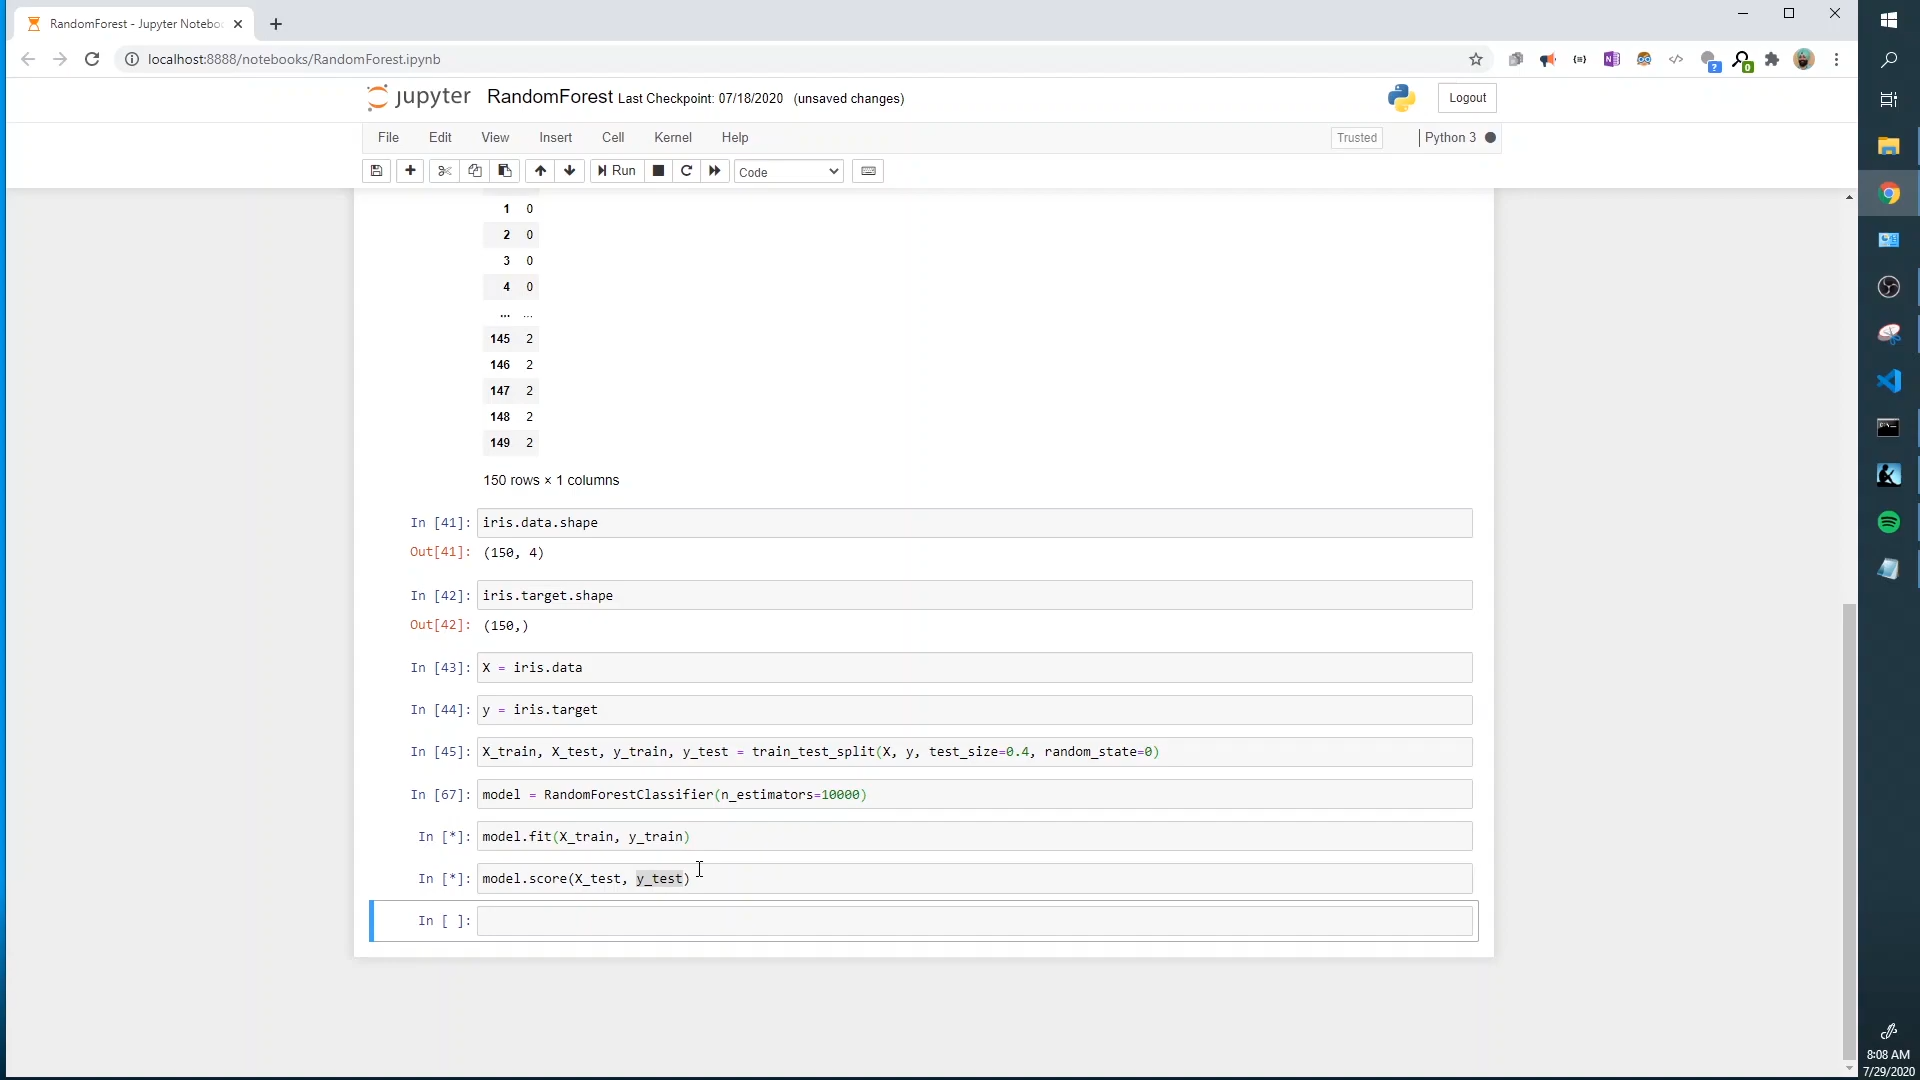 RandomForest - Jupyter Noteboo
localhost:8888/notebooks/RandomForest.ipynb
jupyter RandomForest Last Checkpoint: 07/18/2020 (unsaved changes) Logout
File Edit View Insert Cell Kernel Help Trusted Python 3
Run Code
1 0
2 0
3 0
4 0
... ...
145 2
146 2
147 2
148 2
149 2
150 rows × 1 columns
In [41]: iris.data.shape
Out[41]: (150, 4)
In [42]: iris.target.shape
Out[42]: (150,)
In [43]: X = iris.data
In [44]: y = iris.target
In [45]: X_train, X_test, y_train, y_test = train_test_split(X, y, test_size=0.4, random_state=0)
In [67]: model = RandomForestClassifier(n_estimators=10000)
In [*]: model.fit(X_train, y_train)
In [*]: model.score(X_test, y_test)
In [ ]:
8:08 AM
7/29/2020